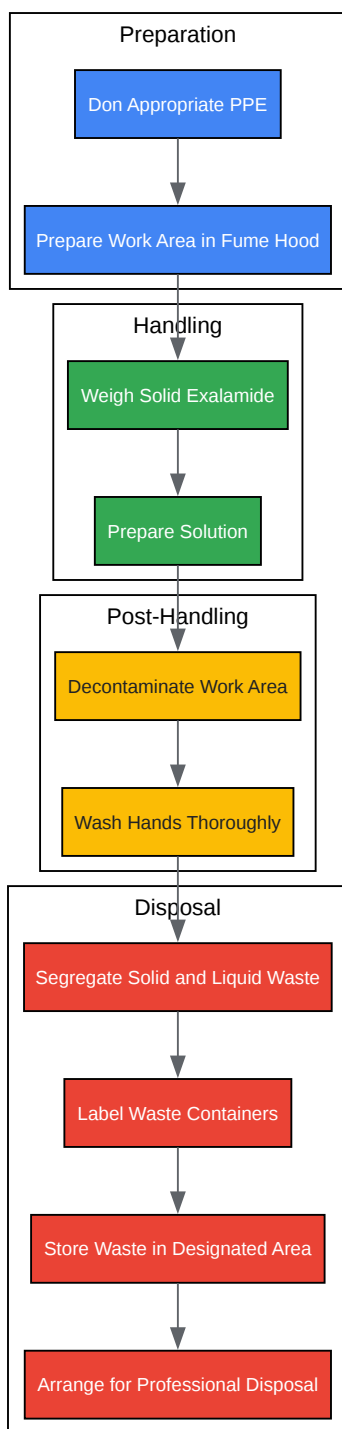 Preparation
Don Appropriate PPE
Prepare Work Area in Fume Hood
Handling
Weigh Solid Exalamide
Prepare Solution
Post-Handling
Decontaminate Work Area
Wash Hands Thoroughly
Disposal
Segregate Solid and Liquid Waste
Label Waste Containers
Store Waste in Designated Area
Arrange for Professional Disposal